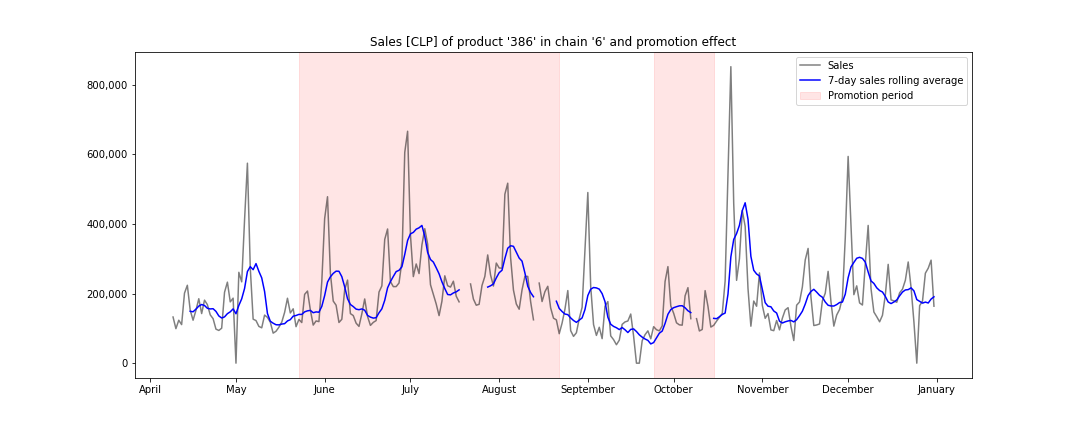 Sales [CLP] of product '386' in chain '6' and promotion effect
Sales
7-day sales rolling average
Promotion period
800,000
600,000
400,000
200,000
0
April May June July August September October November December January